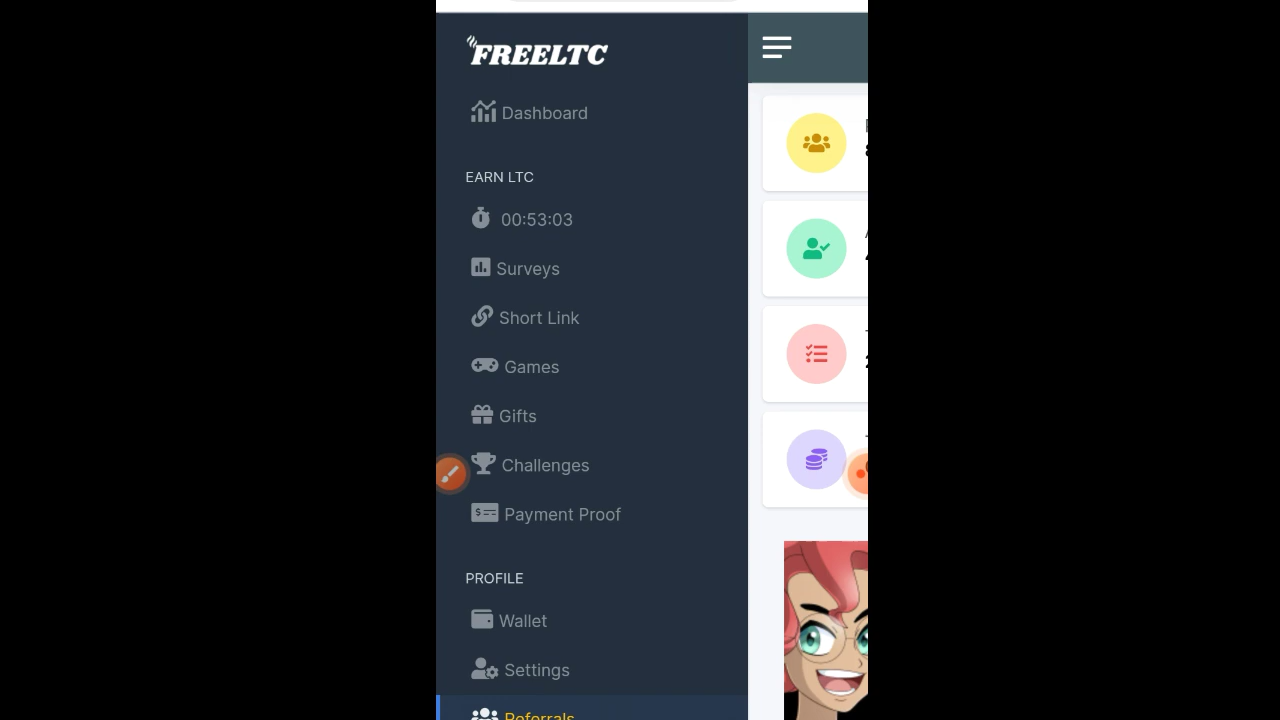 FREELTC
Dashboard
EARN LTC
00:53:03
Surveys
Short Link
Games
Gifts
Challenges
Payment Proof
PROFILE
Wallet
Settings
Referrals